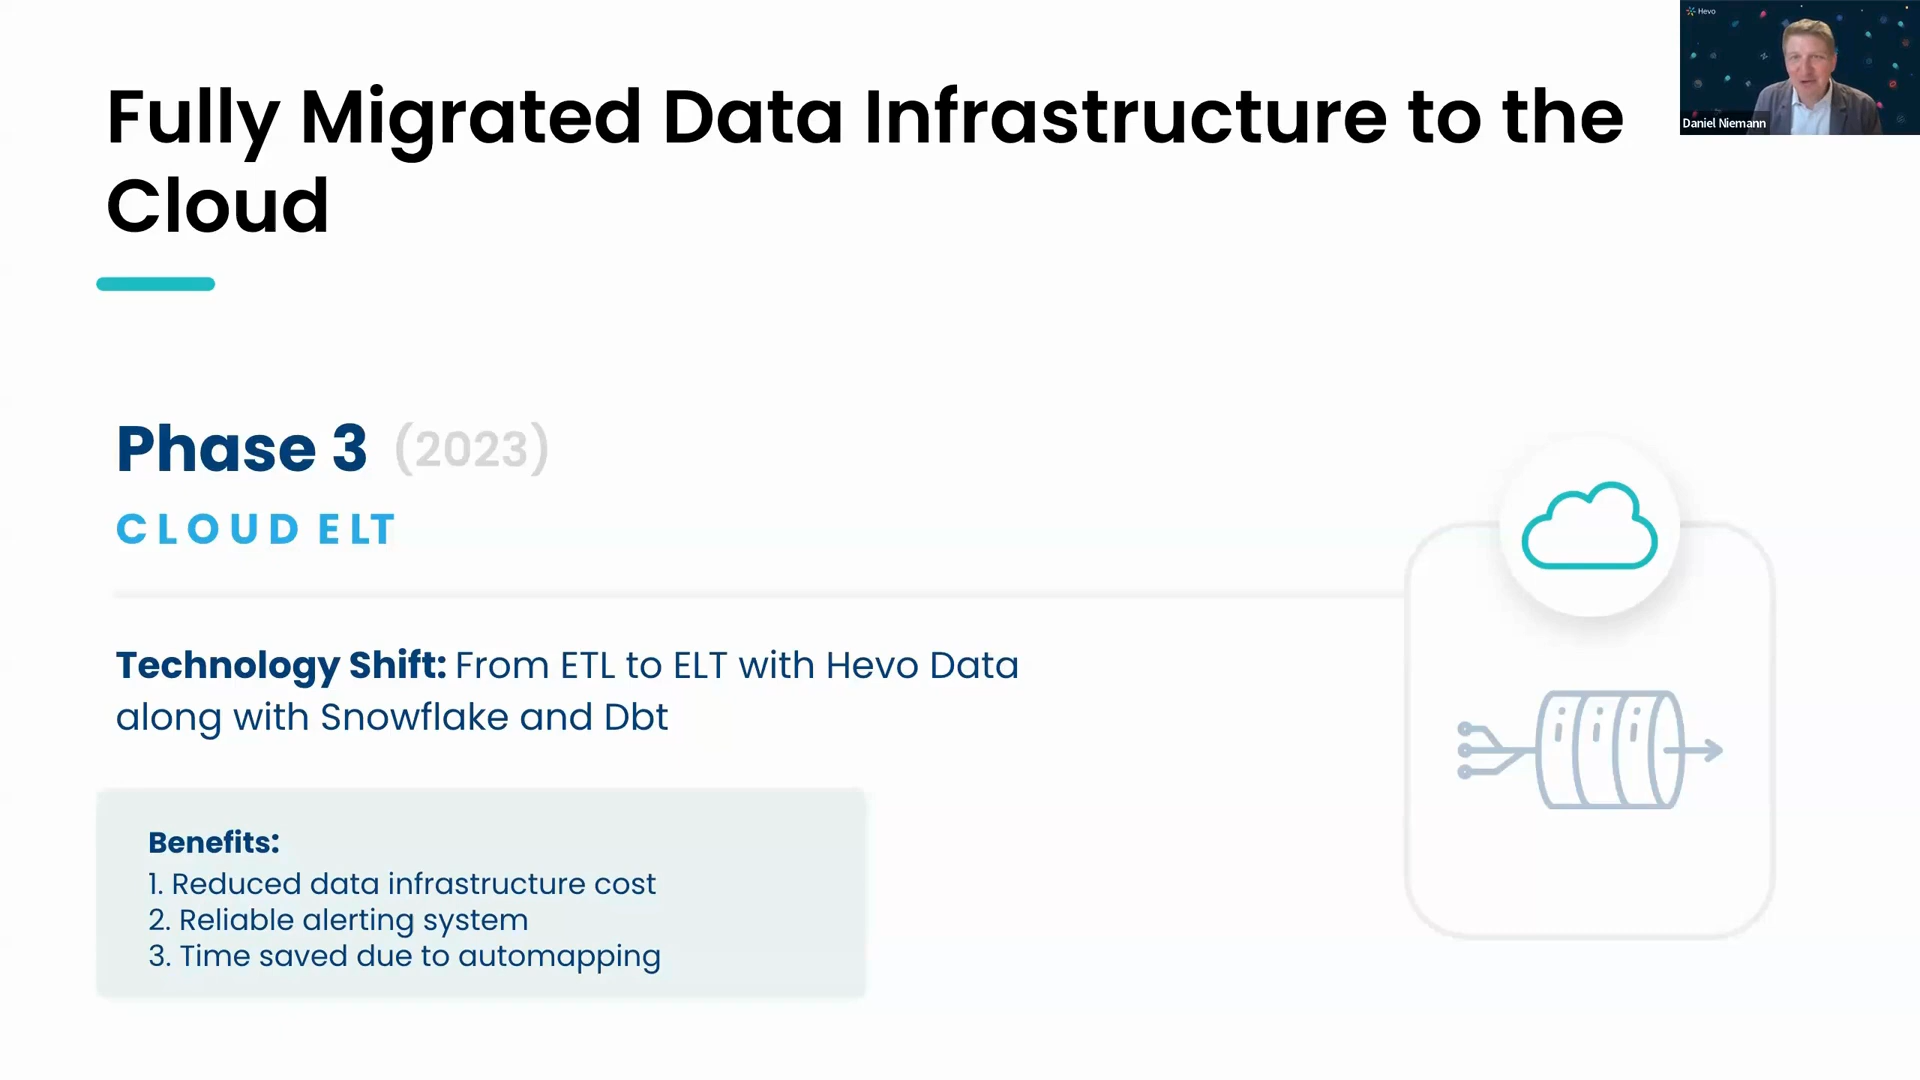 Hevo
Daniel Niemann
Fully Migrated Data Infrastructure to the
Cloud
Phase 3 (2023)
CLOUD ELT
Technology Shift: From ETL to ELT with Hevo Data
along with Snowflake and Dbt
Benefits:
1. Reduced data infrastructure cost
2. Reliable alerting system
3. Time saved due to automapping